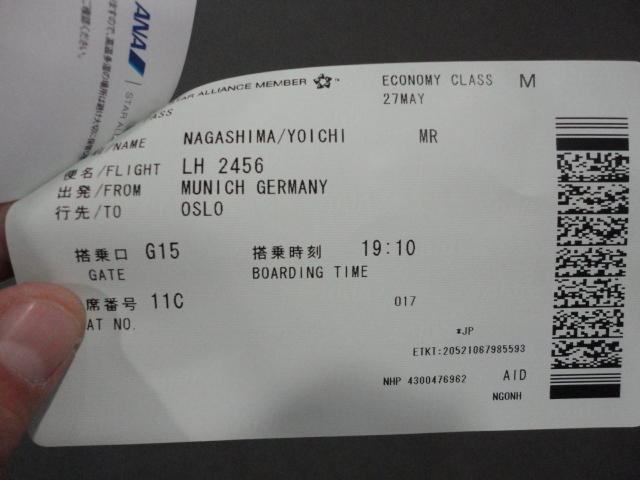 ANA
STAR ALLIANCE MEMBER
ECONOMY CLASS M
27MAY
/NAME NAGASHIMA/YOICHI MR
便名/FLIGHT LH 2456
出発/FROM MUNICH GERMANY
行先/TO OSLO
搭乗口 G15 搭乗時刻 19:10
GATE BOARDING TIME
席番号 11C
AT NO. 017
*JP
ETKT:20521067985593
NHP 4300476962 AID
NGONH